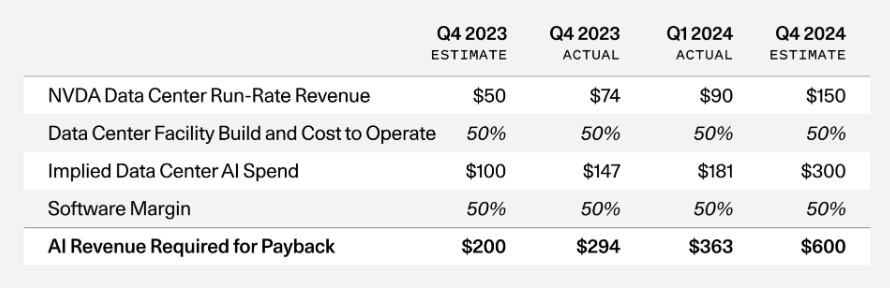 Q4 2023 Q4 2023 Q1 2024 Q4 2024
ESTIMATE ACTUAL ACTUAL ESTIMATE
NVDA Data Center Run-Rate Revenue $50 $74 $90 $150
Data Center Facility Build and Cost to Operate 50% 50% 50% 50%
Implied Data Center AI Spend $100 $147 $181 $300
Software Margin 50% 50% 50% 50%
AI Revenue Required for Payback $200 $294 $363 $600